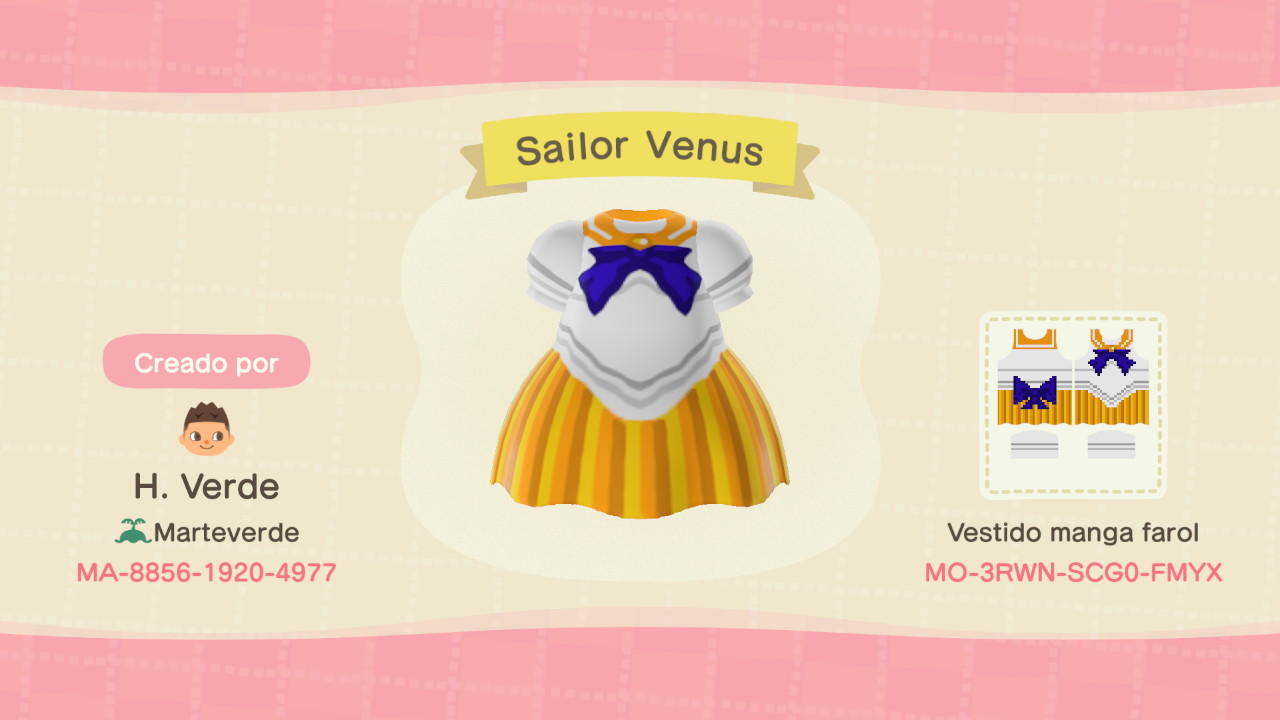 Sailor Venus
Creado por
H. Verde
Marteverde
MA-8856-1920-4977
Vestido manga farol
MO-3RWN-SCG0-FMYX